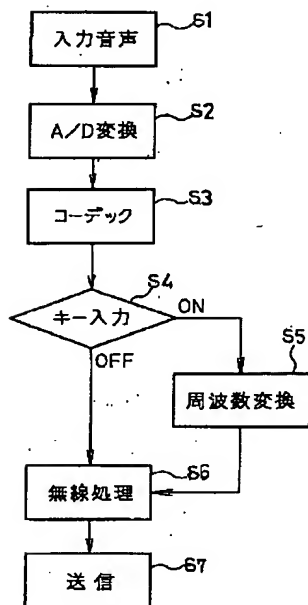 入力音声
S1
A/D変換
S2
コーデック
S3
キー入力
S4
ON
OFF
周波数変換
S5
無線処理
S6
送信
S7